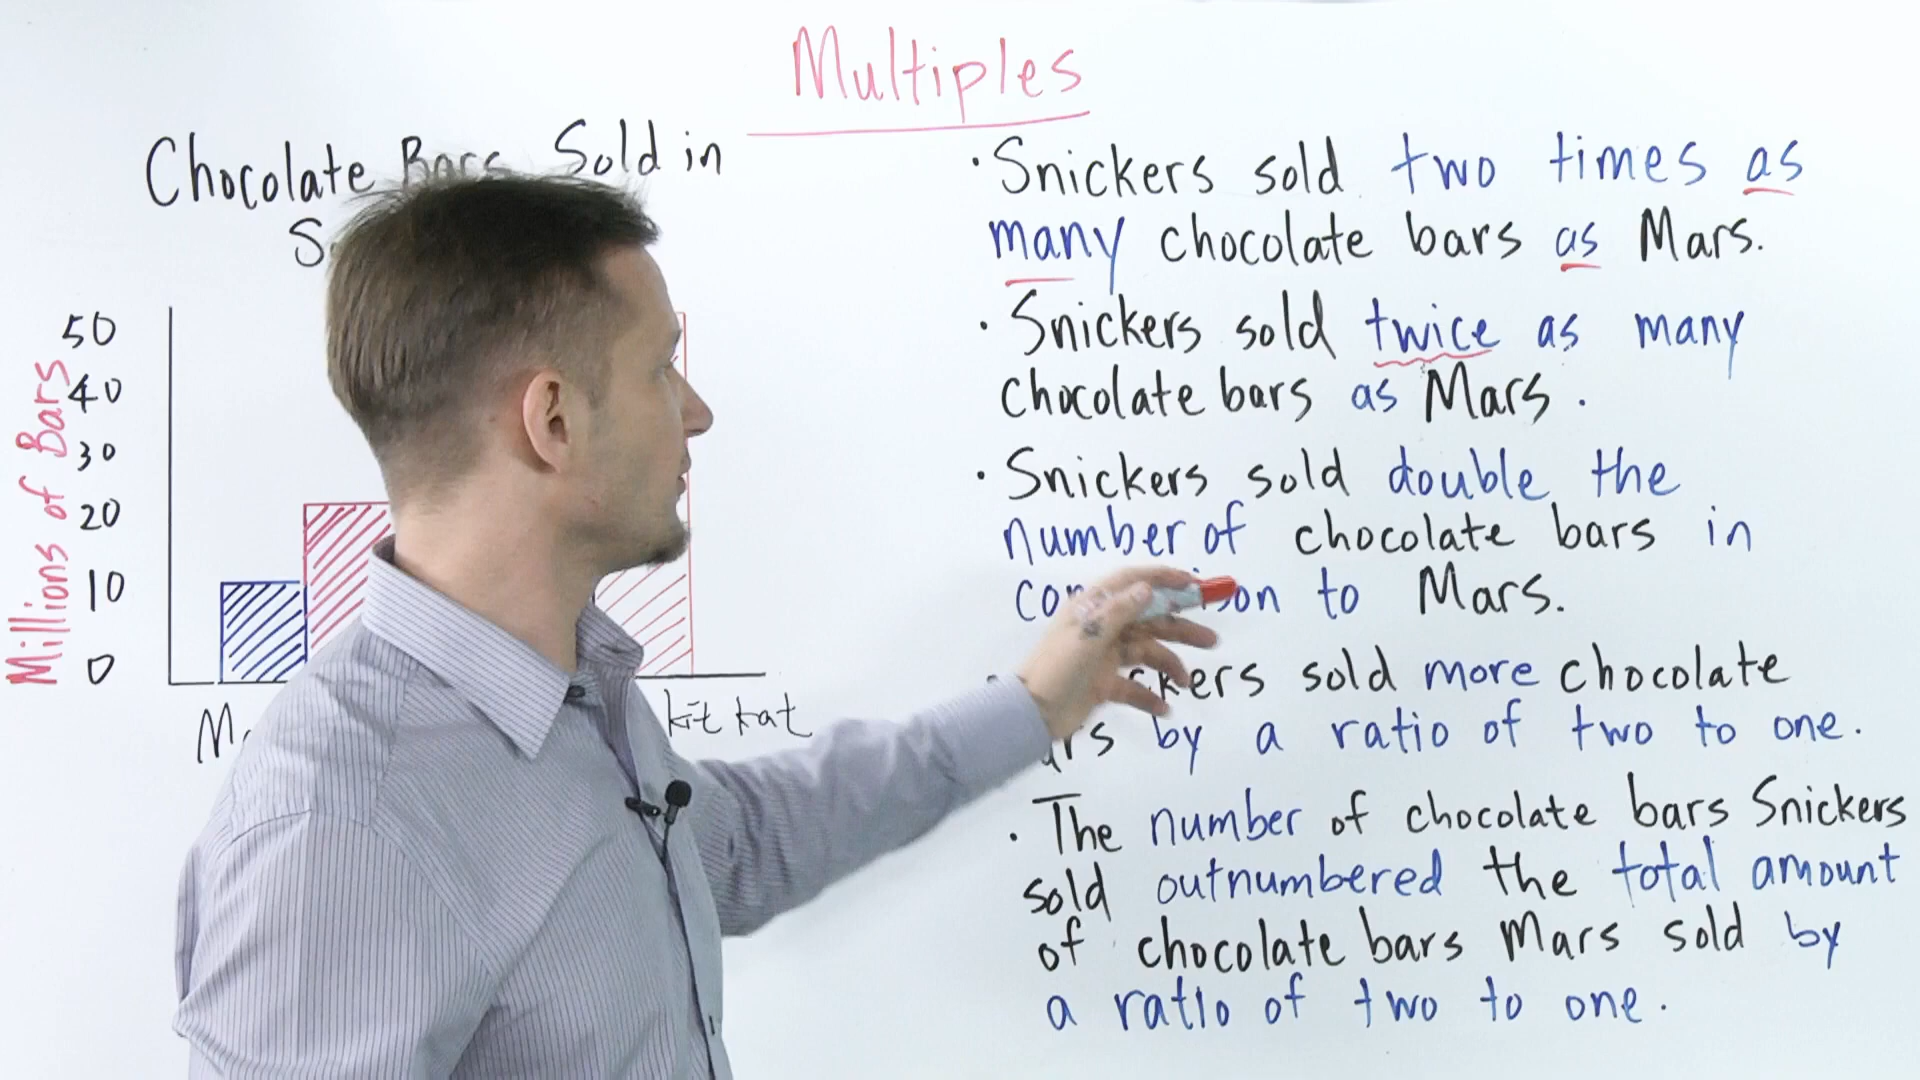 Multiples
Chocolate Sold in
50
40
30
20
10
0
Millions of Bars
kit kat
· Snickers sold two times as
many chocolate bars as Mars.
· Snickers sold twice as many
chocolate bars as Mars.
· Snickers sold double the
number of chocolate bars in
to Mars.
sold more chocolate
by a ratio of two to one.
· The number of chocolate bars Snickers
sold outnumbered the total amount
of chocolate bars Mars sold by
a ratio of two to one.